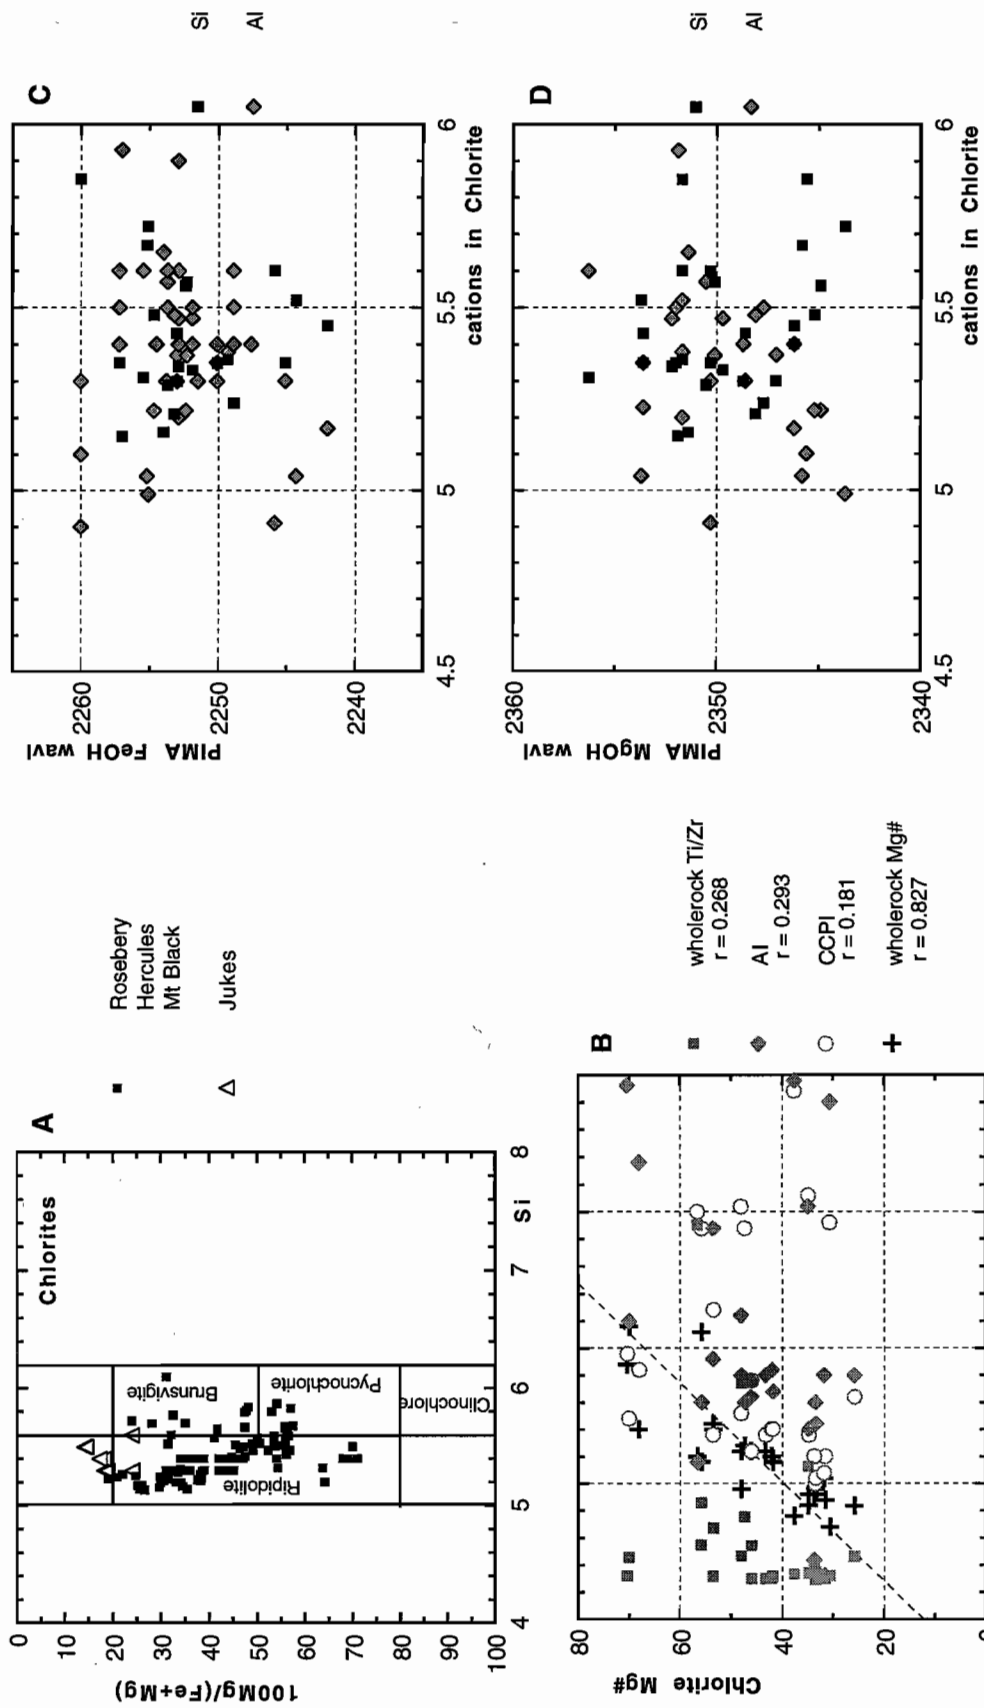 A
Chlorites
Rosebery
Hercules
Mt Black
Jukes
0
10
20
30
40
50
60
70
80
90
100
100Mg/(Fe+Mg)
4
5
6
7
8
Si
Brunsvigite
Pycnochlorite
Clinochlore
Ripidolite
B
80
60
40
20
0
Chlorite Mg#
wholerock Ti/Zr
r = 0.268
AI
r = 0.293
CCPI
r = 0.181
wholerock Mg#
r = 0.827
C
2260
2250
2240
PIMA FeOH wavl
4.5
5
5.5
6
cations in Chlorite
Si
Al
D
2360
2350
2340
PIMA MgOH wavl
4.5
5
5.5
6
cations in Chlorite
Si
Al